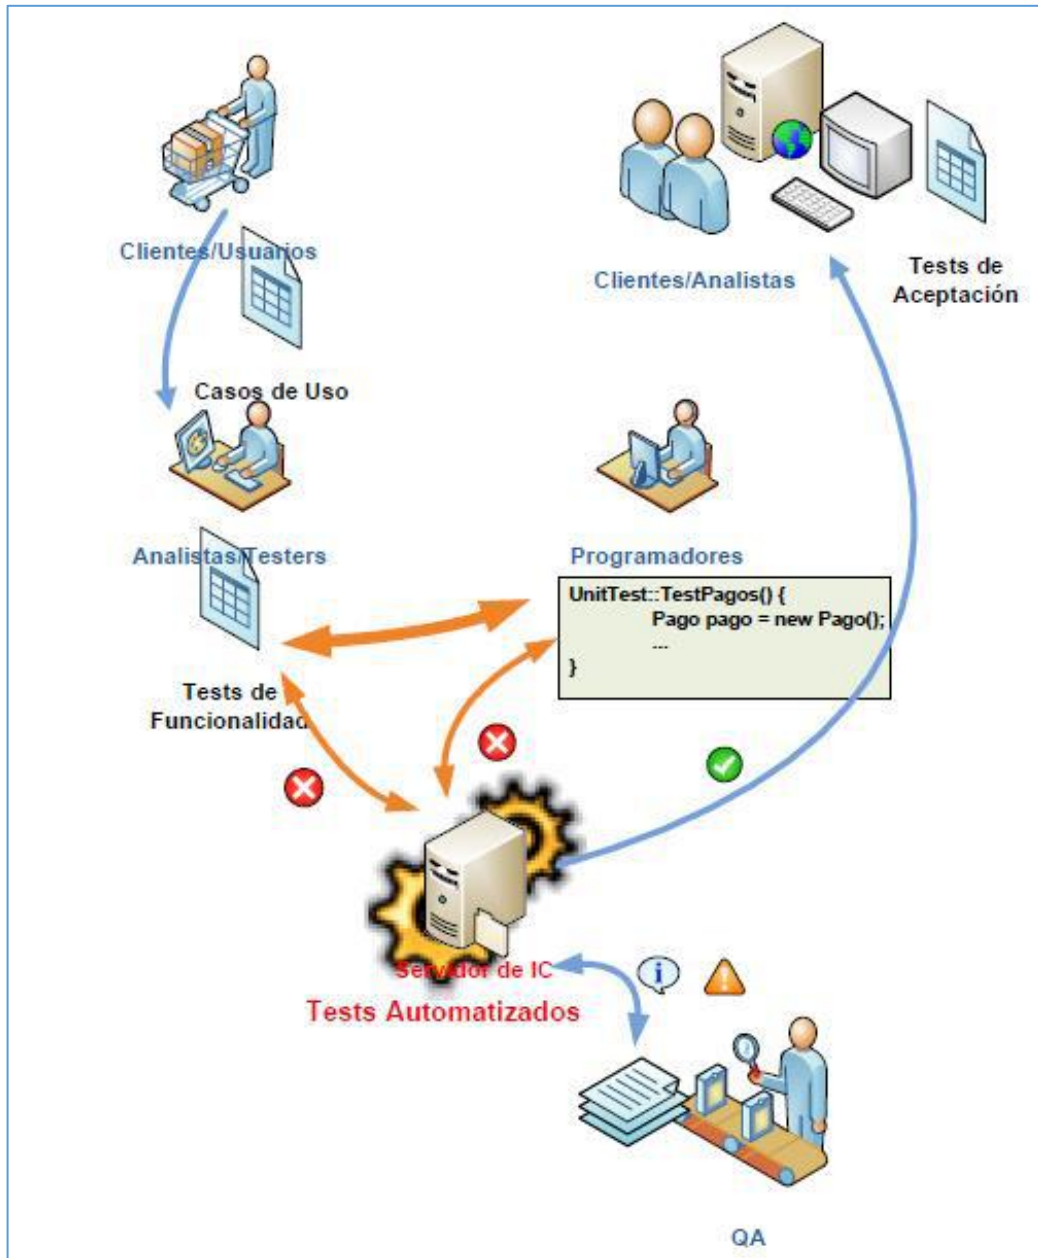 Clientes/Usuarios
Clientes/Analistas
Tests de
Aceptación
Casos de Uso
Analistas/Testers
Programadores
UnitTest::TestPagos() {
Pago pago = new Pago();
...
}
Tests de
Funcionalidad
Servidor de IC
Tests Automatizados
QA